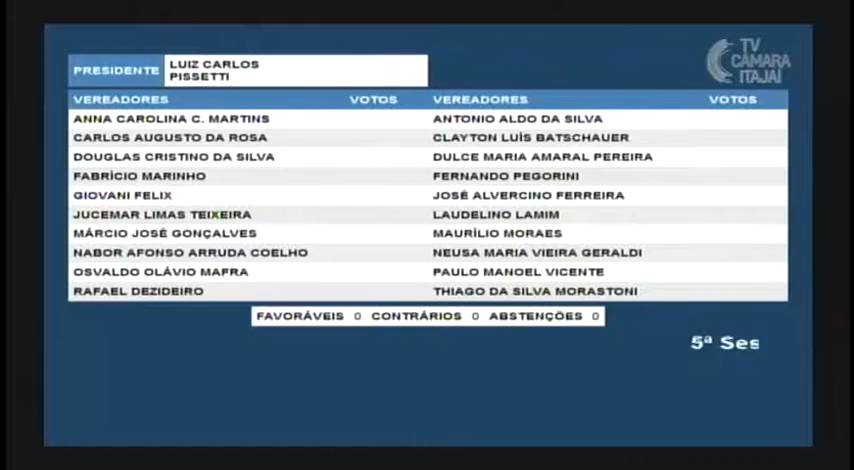 PRESIDENTE
LUIZ CARLOS
PISSETTI
TV
CÂMARA
ITAJAÍ
VEREADORES VOTOS VEREADORES VOTOS
ANNA CAROLINA C. MARTINS ANTONIO ALDO DA SILVA
CARLOS AUGUSTO DA ROSA CLAYTON LUÍS BATSCHAUER
DOUGLAS CRISTINO DA SILVA DULCE MARIA AMARAL PEREIRA
FABRÍCIO MARINHO FERNANDO PEGORINI
GIOVANI FELIX JOSÉ ALVERCINO FERREIRA
JUCEMAR LIMAS TEIXEIRA LAUDELINO LAMIM
MÁRCIO JOSÉ GONÇALVES MAURÍLIO MORAES
NABOR AFONSO ARRUDA COELHO NEUSA MARIA VIEIRA GERALDI
OSVALDO OLÁVIO MAFRA PAULO MANOEL VICENTE
RAFAEL DEZIDEIRO THIAGO DA SILVA MORASTONI
FAVORÁVEIS 0 CONTRÁRIOS 0 ABSTENÇÕES 0
5ª Ses